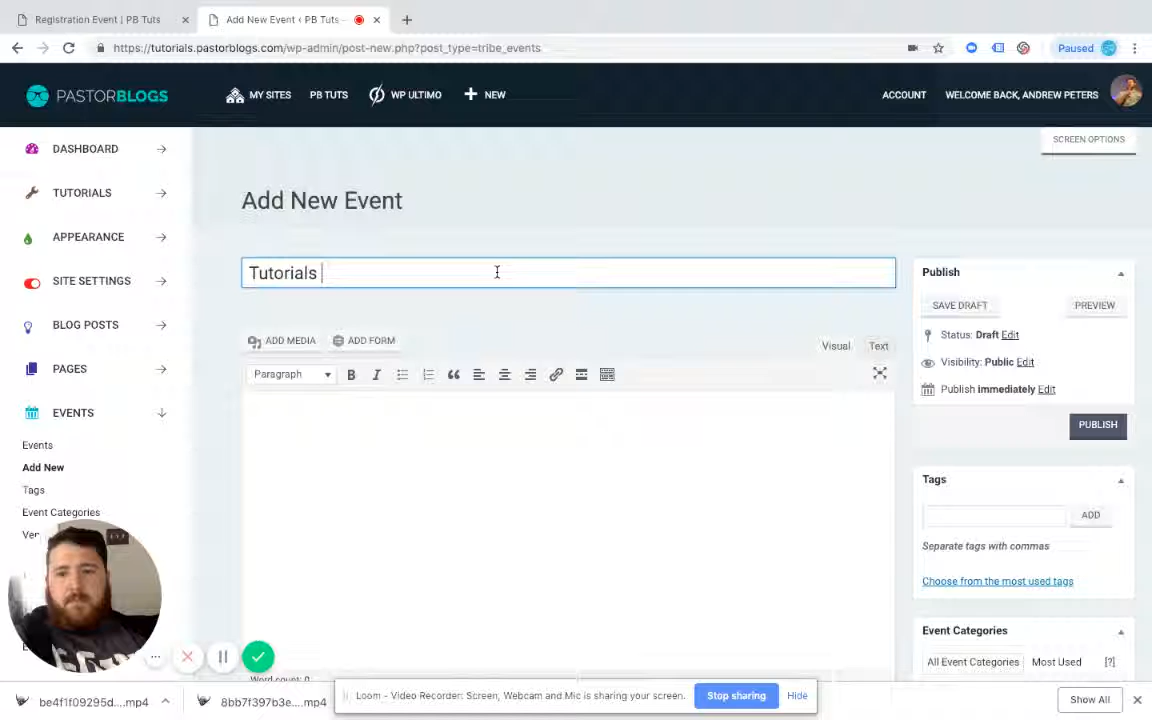 Registration Event | PB Tuts
Add New Event ‹ PB Tuts –
https://tutorials.pastorblogs.com/wp-admin/post-new.php?post_type=tribe_events
Paused
PASTORBLOGS
MY SITES
PB TUTS
WP ULTIMO
NEW
ACCOUNT
WELCOME BACK, ANDREW PETERS
SCREEN OPTIONS
DASHBOARD
TUTORIALS
APPEARANCE
SITE SETTINGS
BLOG POSTS
PAGES
EVENTS
Events
Add New
Tags
Event Categories
Add New Event
Tutorials
ADD MEDIA
ADD FORM
Visual
Text
Paragraph
B
I
Word count: 0
Publish
SAVE DRAFT
PREVIEW
Status: Draft Edit
Visibility: Public Edit
Publish immediately Edit
PUBLISH
Tags
ADD
Separate tags with commas
Choose from the most used tags
Event Categories
All Event Categories
Most Used
[?]
be4f1f09295d....mp4
8bb7f397b3e....mp4
Loom - Video Recorder: Screen, Webcam and Mic is sharing your screen.
Stop sharing
Hide
Show All